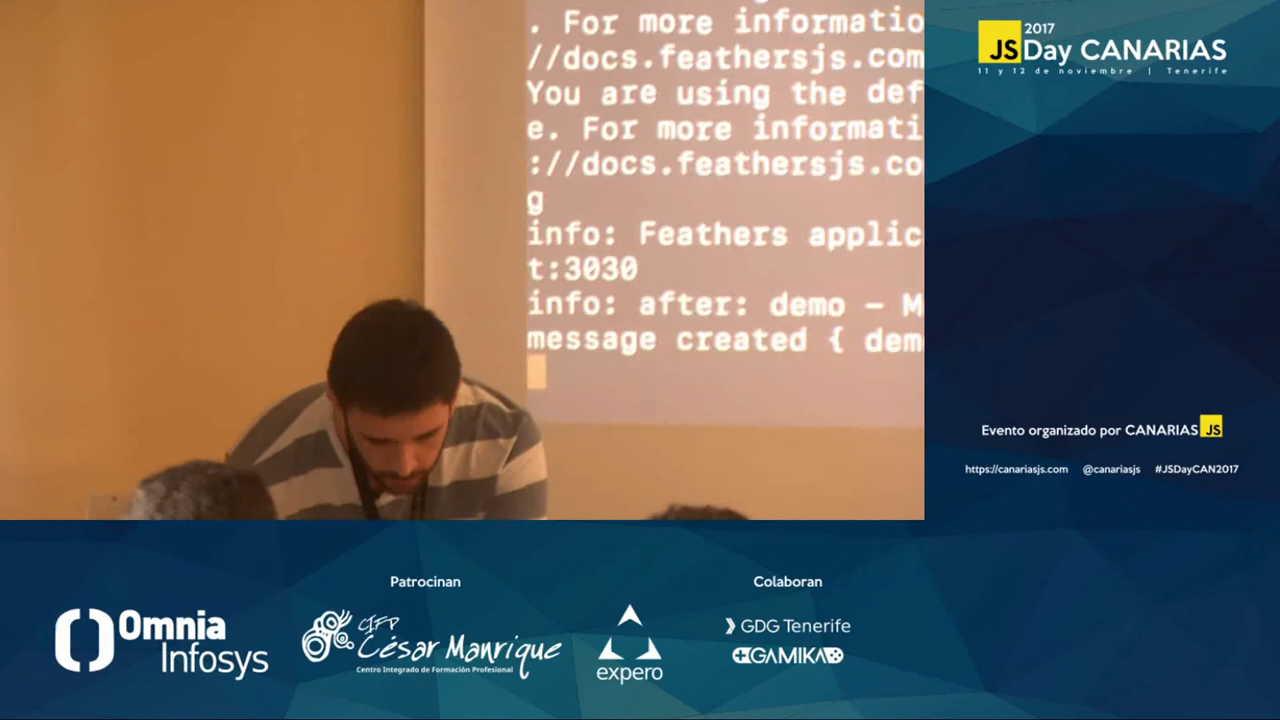 . For more informatio
//docs.feathersjs.com
You are using the def
e. For more informati
://docs.feathersjs.co
g
info: Feathers applic
t:3030
info: after: demo - M
message created { dem
2017
JSDay CANARIAS
11 y 12 de noviembre | Tenerife
Evento organizado por CANARIAS JS
https://canariasjs.com @canariasjs #JSDayCAN2017
Patrocinan
Omnia
Infosys
CIFP
César Manrique
Centro Integrado de Formación Profesional
expero
Colaboran
GDG Tenerife
GAMIKA